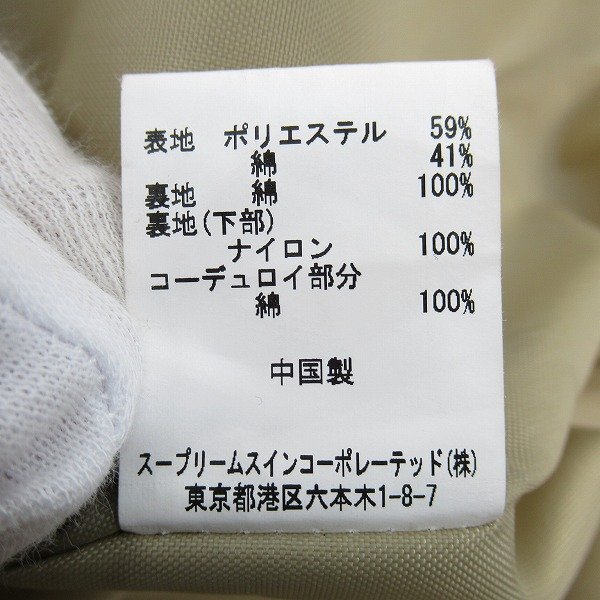 表地 ポリエステル 59%
綿 41%
裏地 綿 100%
裏地(下部)
ナイロン 100%
コーデュロイ部分
綿 100%
中国製
スープリームスインコーポレーテッド(株)
東京都港区六本木1-8-7